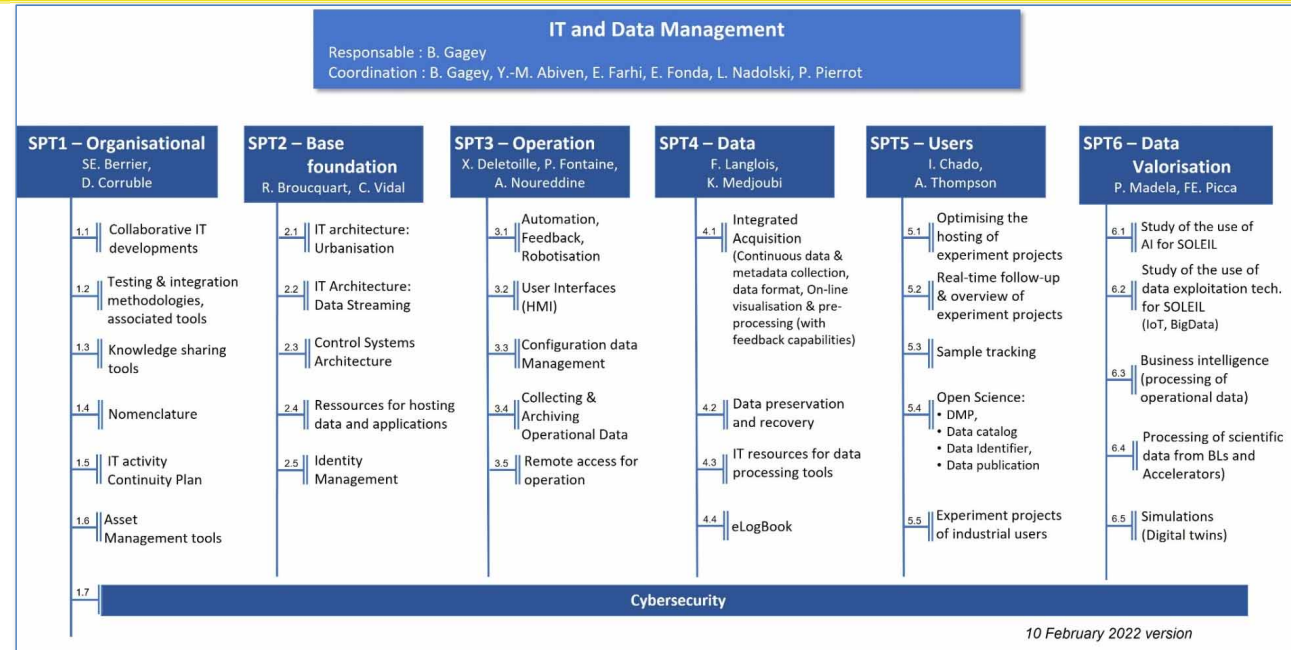 IT and Data Management
Responsable : B. Gagey
Coordination : B. Gagey, Y.-M. Abiven, E. Farhi, E. Fonda, L. Nadolski, P. Pierrot
SPT1 – Organisational
SE. Berrier,
D. Corruble
1.1 Collaborative IT
developments
1.2 Testing & integration
methodologies,
associated tools
1.3 Knowledge sharing
tools
1.4 Nomenclature
1.5 IT activity
Continuity Plan
1.6 Asset
Management tools
1.7 Cybersecurity
SPT2 – Base
foundation
R. Broucquart, C. Vidal
2.1 IT architecture:
Urbanisation
2.2 IT Architecture:
Data Streaming
2.3 Control Systems
Architecture
2.4 Ressources for hosting
data and applications
2.5 Identity
Management
SPT3 – Operation
X. Deletoille, P. Fontaine,
A. Noureddine
3.1 Automation,
Feedback,
Robotisation
3.2 User Interfaces
(HMI)
3.3 Configuration data
Management
3.4 Collecting &
Archiving
Operational Data
3.5 Remote access for
operation
SPT4 – Data
F. Langlois,
K. Medjoubi
4.1 Integrated
Acquisition
(Continuous data &
metadata collection,
data format, On-line
visualisation & pre-
processing (with
feedback capabilities)
4.2 Data preservation
and recovery
4.3 IT resources for data
processing tools
4.4 eLogBook
SPT5 – Users
I. Chado,
A. Thompson
5.1 Optimising the
hosting of
experiment projects
5.2 Real-time follow-up
& overview of
experiment projects
5.3 Sample tracking
5.4 Open Science:
• DMP,
• Data catalog
• Data Identifier,
• Data publication
5.5 Experiment projects
of industrial users
SPT6 – Data
Valorisation
P. Madela, FE. Picca
6.1 Study of the use of
AI for SOLEIL
6.2 Study of the use of
data exploitation tech.
for SOLEIL
(IoT, BigData)
6.3 Business intelligence
(processing of
operational data)
6.4 Processing of scientific
data from BLs and
Accelerators)
6.5 Simulations
(Digital twins)
10 February 2022 version